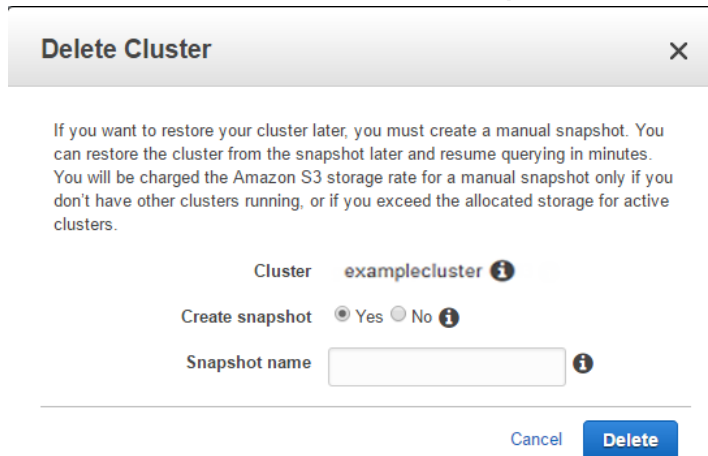 Delete Cluster
If you want to restore your cluster later, you must create a manual snapshot. You
can restore the cluster from the snapshot later and resume querying in minutes.
You will be charged the Amazon S3 storage rate for a manual snapshot only if you
don't have other clusters running, or if you exceed the allocated storage for active
clusters.
Cluster examplecluster
Create snapshot Yes No
Snapshot name
Cancel Delete